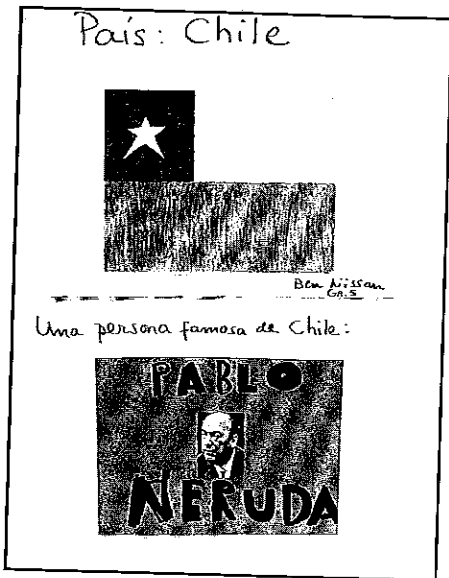 País: Chile
Ben Nissan
GR.5
Una persona famosa de Chile:
PABLO
NERUDA